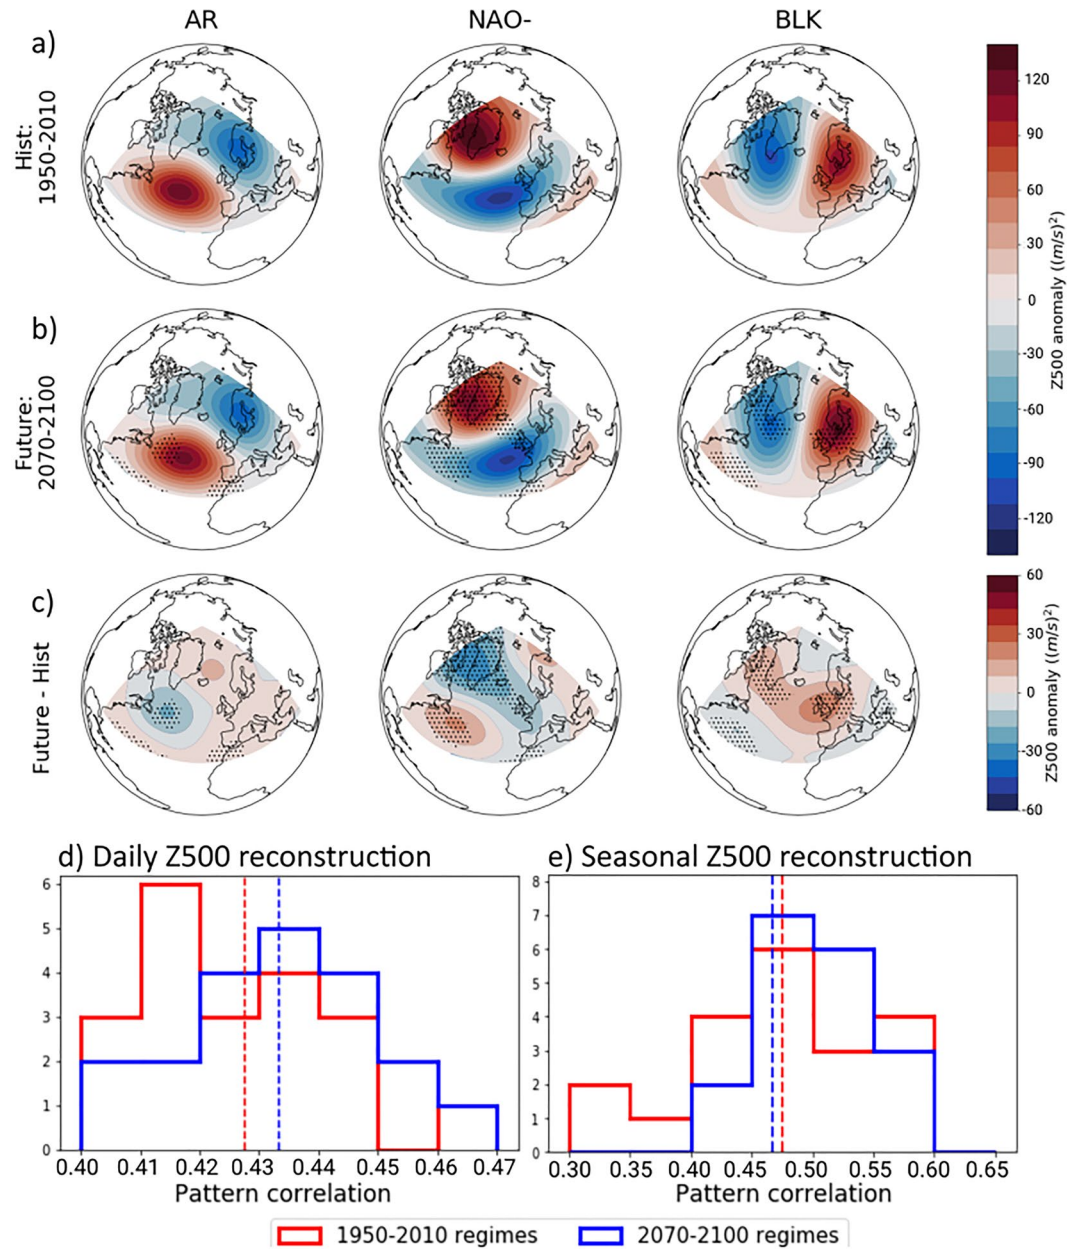 AR NAO- BLK
a)
Hist:
1950-2010
120
90
60
30
0
-30
-60
-90
-120
Z500 anomaly ((m/s)²)
b)
Future:
2070-2100
c)
Future - Hist
60
30
0
-30
-60
Z500 anomaly ((m/s)²)
d) Daily Z500 reconstruction
6
5
4
3
2
1
0
0.40 0.41 0.42 0.43 0.44 0.45 0.46 0.47
Pattern correlation
e) Seasonal Z500 reconstruction
8
7
6
5
4
3
2
1
0
0.30 0.35 0.40 0.45 0.50 0.55 0.60 0.65
Pattern correlation
1950-2010 regimes 2070-2100 regimes